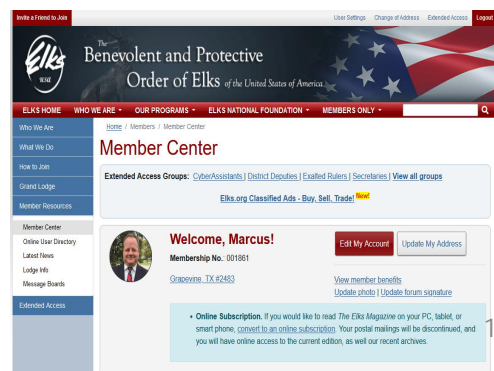 Invite a Friend to Join
User Settings Change of Address Extended Access Logout
Elks
USA
The
Benevolent and Protective
Order of Elks of the United States of America
ELKS HOME WHO WE ARE OUR PROGRAMS ELKS NATIONAL FOUNDATION MEMBERS ONLY
Who We Are
What We Do
How to Join
Grand Lodge
Member Resources
Member Center
Online User Directory
Latest News
Lodge Info
Message Boards
Extended Access
Home / Members / Member Center
Member Center
Extended Access Groups: CyberAssistants | District Deputies | Exalted Rulers | Secretaries | View all groups
Elks.org Classified Ads - Buy, Sell, Trade! New!
Welcome, Marcus!
Membership No.: 001861
Grapevine, TX #2483
Edit My Account Update My Address
View member benefits
Update photo | Update forum signature
• Online Subscription. If you would like to read The Elks Magazine on your PC, tablet, or
smart phone, convert to an online subscription. Your postal mailings will be discontinued, and
you will have online access to the current edition, as well our recent archives.
1